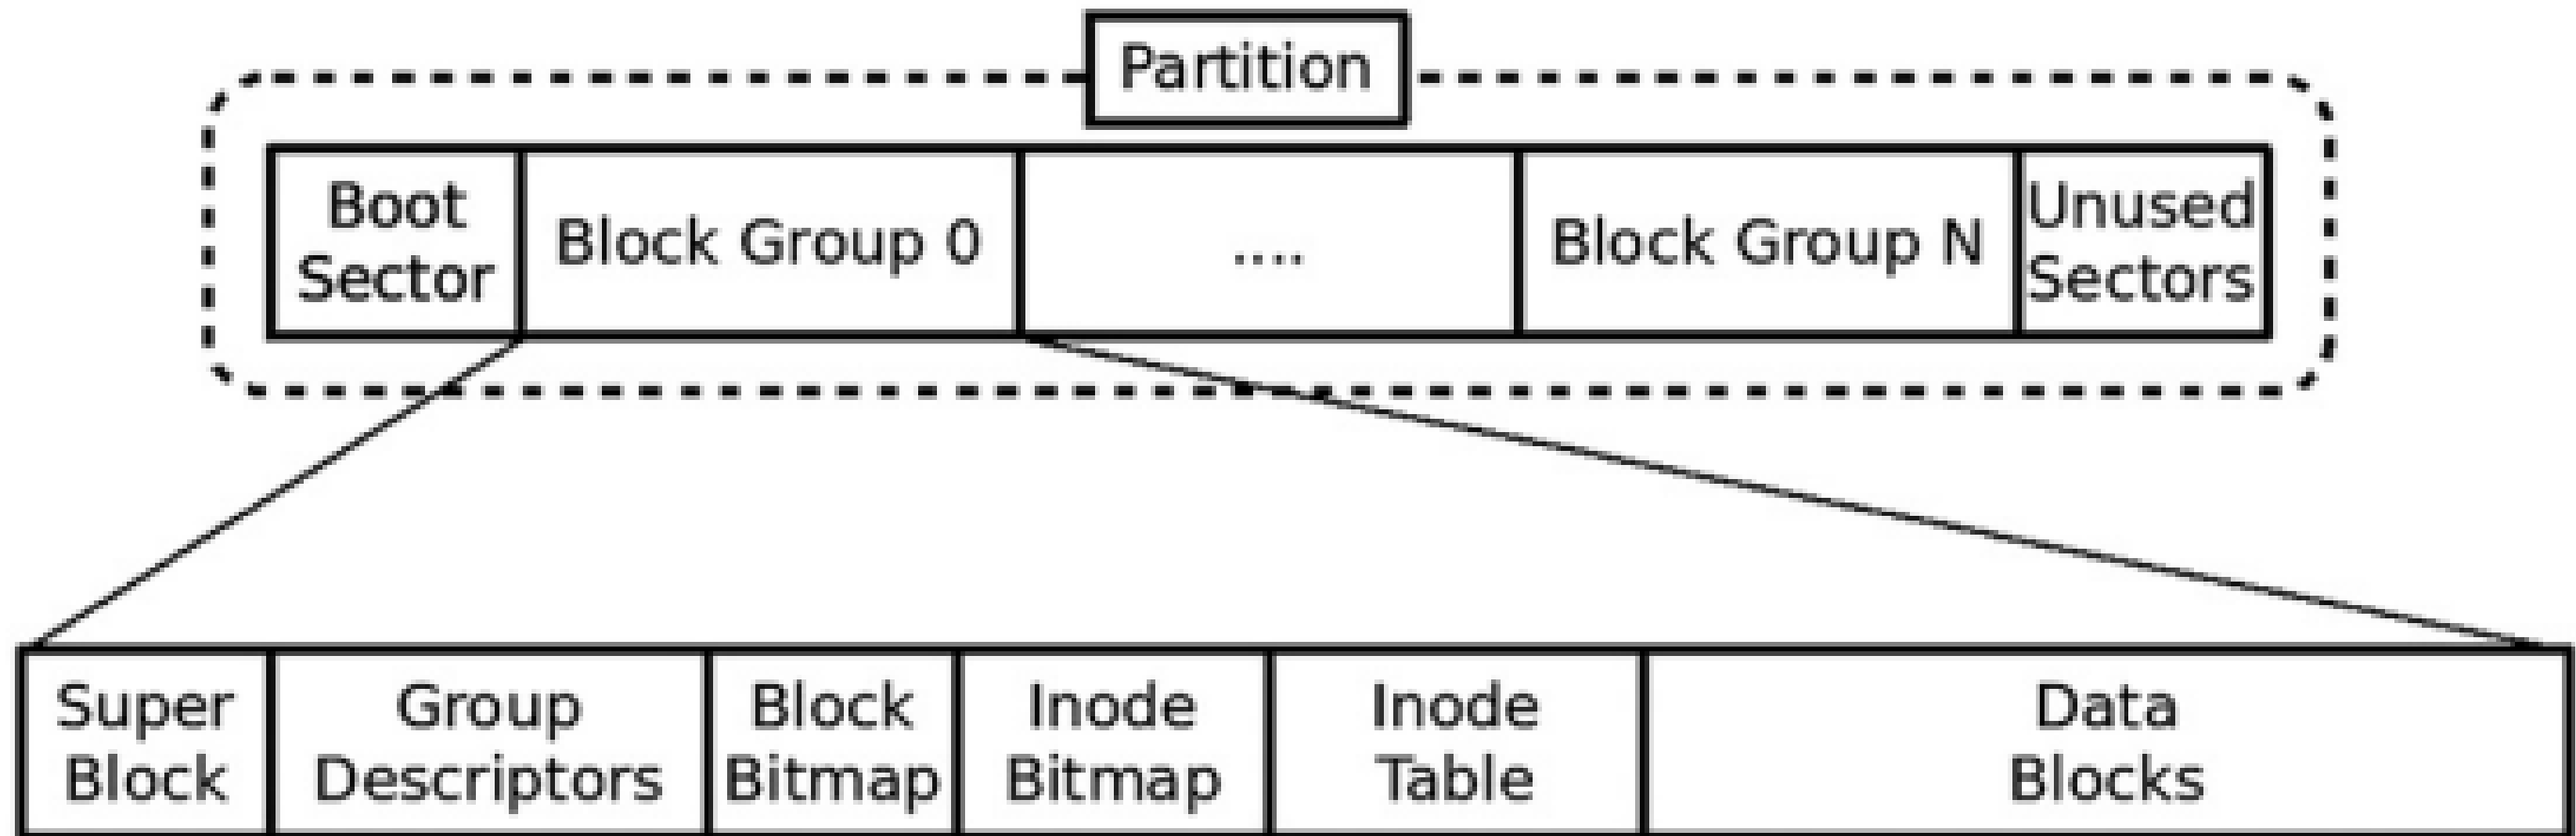 Partition
Boot
Sector
Block Group 0
....
Block Group N
Unused
Sectors
Super
Block
Group
Descriptors
Block
Bitmap
Inode
Bitmap
Inode
Table
Data
Blocks